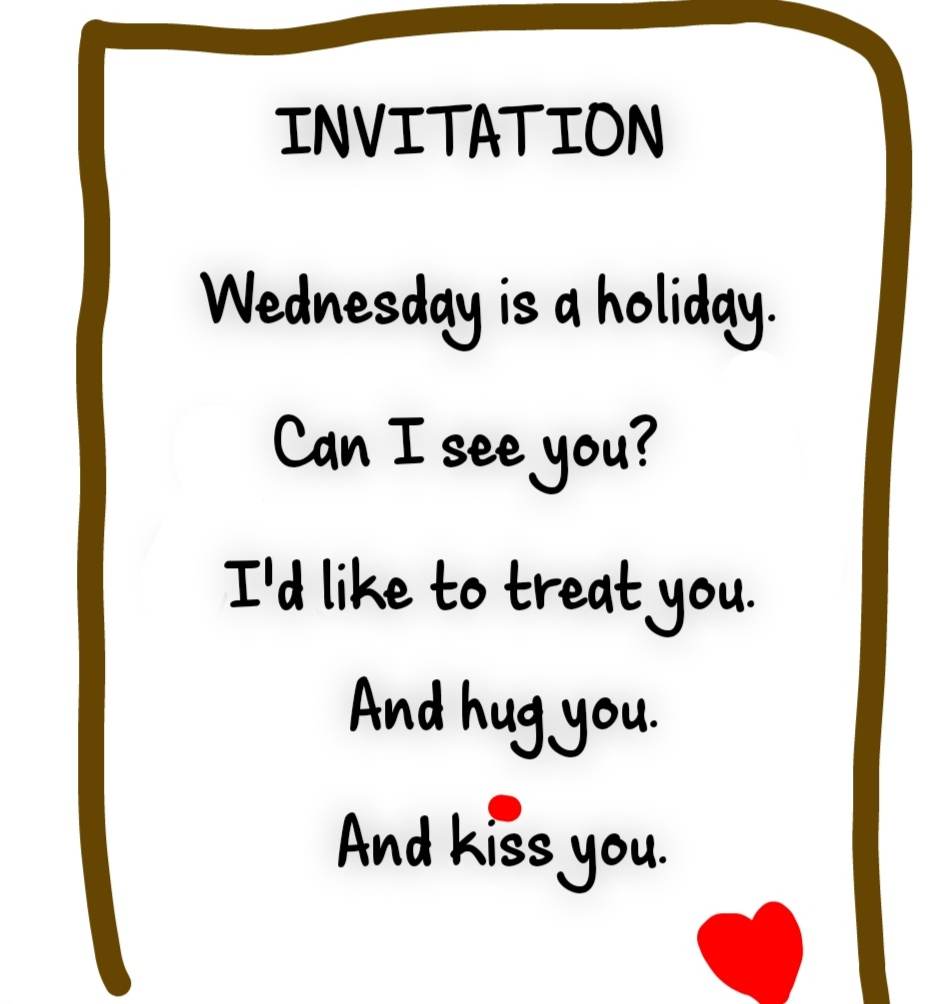 INVITATION
Wednesday is a holiday.
Can I see you?
I'd like to treat you.
And hug you.
And kiss you.